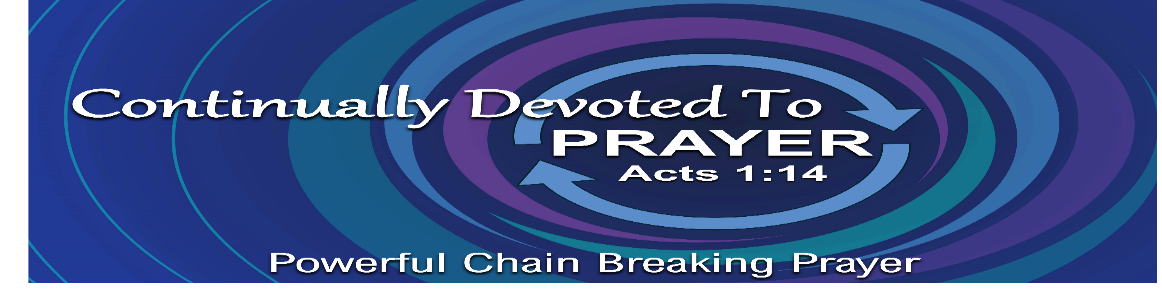 Continually Devoted To
PRAYER
Acts 1:14
Powerful Chain Breaking Prayer